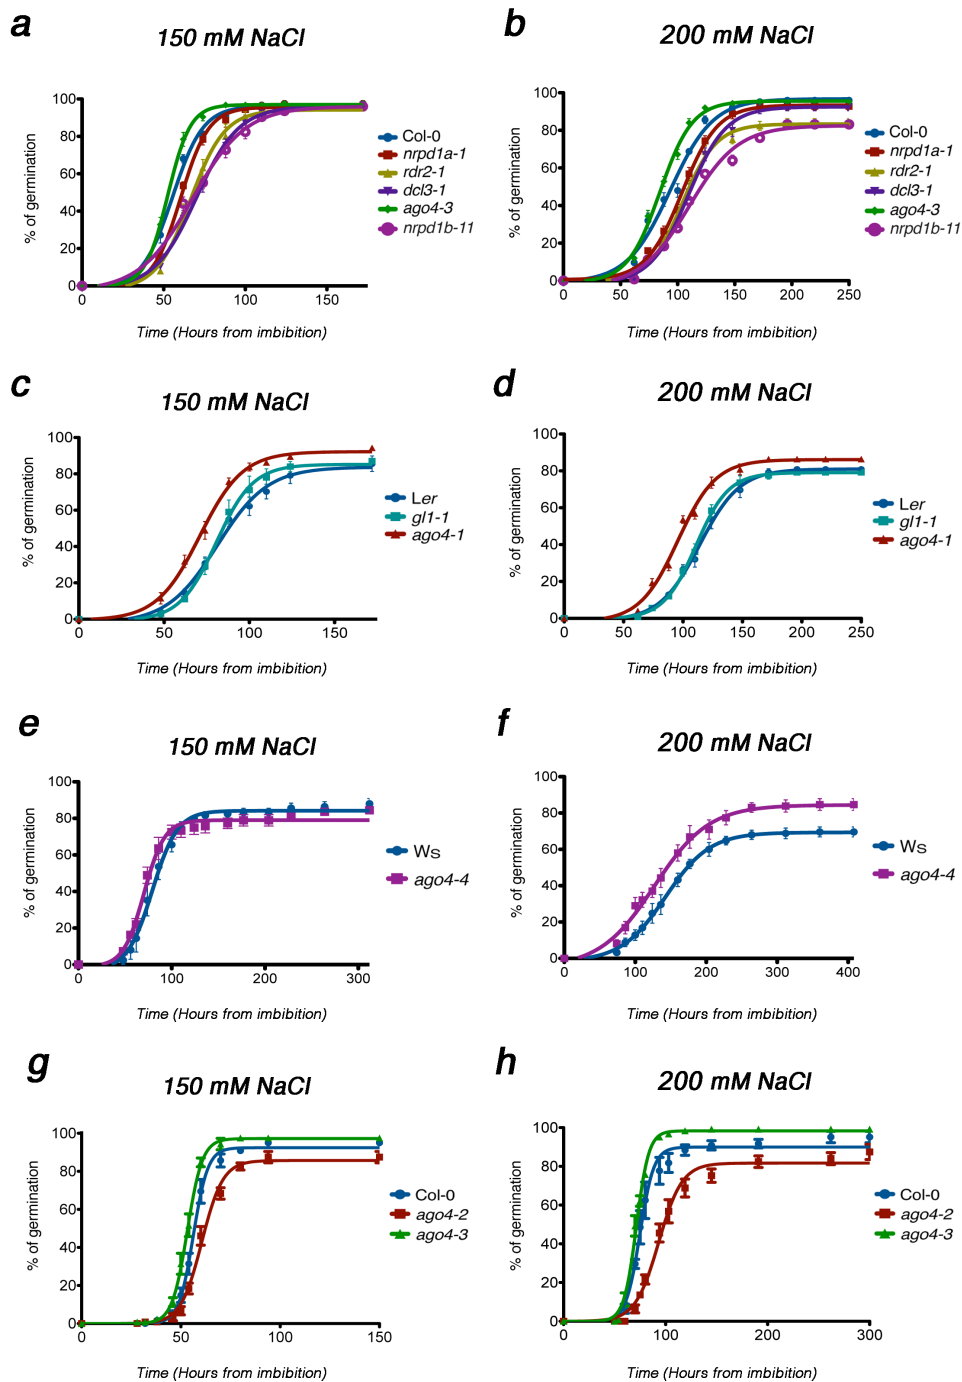 a
150 mM NaCl
% of germination
100
80
60
40
20
0
0
50
100
150
Time (Hours from imbibition)
Col-0
nrpd1a-1
rdr2-1
dcl3-1
ago4-3
nrpd1b-11
b
200 mM NaCl
% of germination
100
80
60
40
20
0
0
50
100
150
200
250
Time (Hours from imbibition)
Col-0
nrpd1a-1
rdr2-1
dcl3-1
ago4-3
nrpd1b-11
c
150 mM NaCl
% of germination
100
80
60
40
20
0
0
50
100
150
Time (Hours from imbibition)
Ler
gl1-1
ago4-1
d
200 mM NaCl
% of germination
100
80
60
40
20
0
0
50
100
150
200
250
Time (Hours from imbibition)
Ler
gl1-1
ago4-1
e
150 mM NaCl
% of germination
100
80
60
40
20
0
0
100
200
300
Time (Hours from imbibition)
Ws
ago4-4
f
200 mM NaCl
% of germination
100
80
60
40
20
0
0
100
200
300
400
Time (Hours from imbibition)
Ws
ago4-4
g
150 mM NaCl
% of germination
100
80
60
40
20
0
0
50
100
150
Time (Hours from imbibition)
Col-0
ago4-2
ago4-3
h
200 mM NaCl
% of germination
100
80
60
40
20
0
0
100
200
300
Time (Hours from imbibition)
Col-0
ago4-2
ago4-3